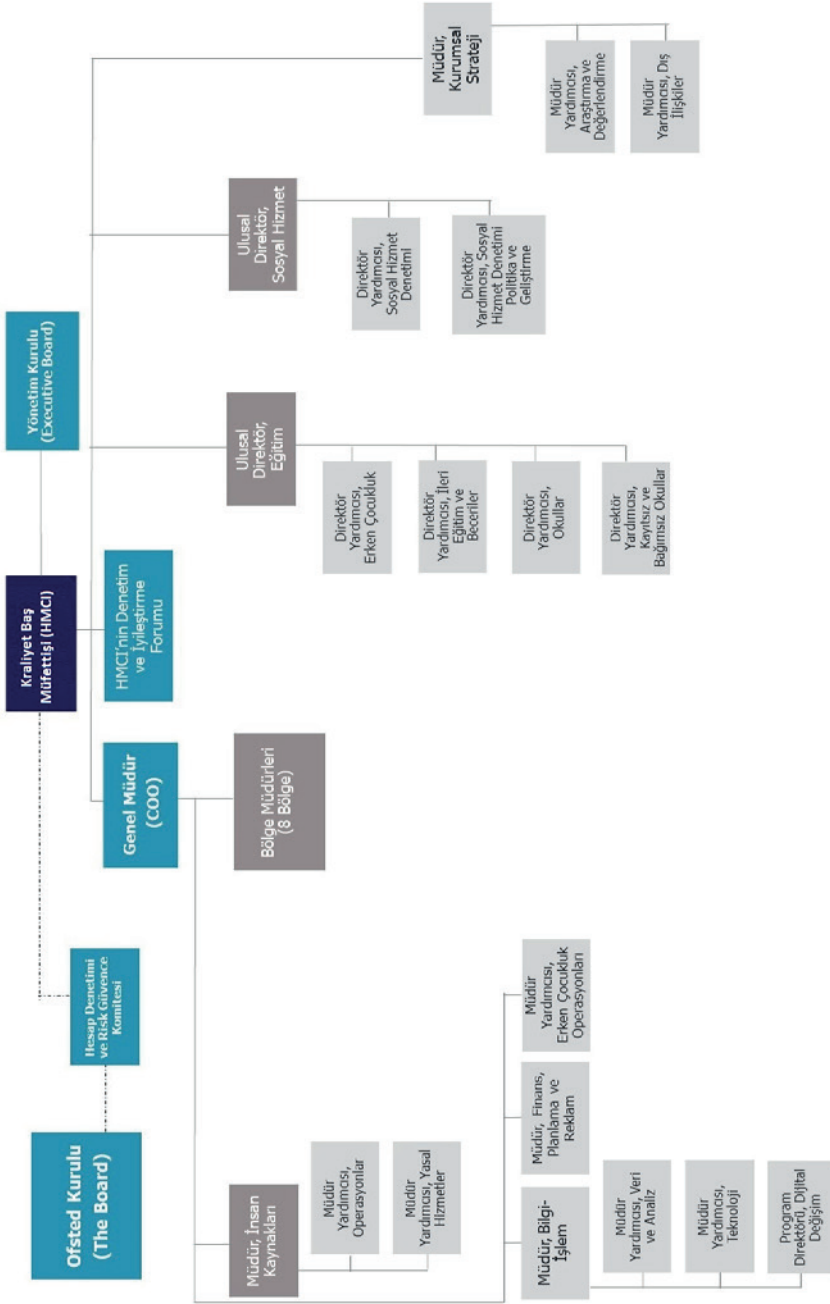 Ofsted Kurulu
(The Board)
Hesap Denetimi
ve Risk Güvence
Komitesi
Kraliyet Baş
Müfettişi (HMCI)
Yönetim Kurulu
(Executive Board)
HMCI'nin Denetim
ve İyileştirme
Forumu
Genel Müdür
(COO)
Bölge Müdürleri
(8 Bölge)
Müdür, İnsan
Kaynakları
Müdür
Yardımcısı,
Operasyonlar
Müdür
Yardımcısı, Yasal
Hizmetler
Müdür, Bilgi-
İşlem
Müdür
Yardımcısı, Veri
ve Analiz
Müdür
Yardımcısı,
Teknoloji
Program
Direktörü, Dijital
Değişim
Müdür, Finans,
Planlama ve
Reklam
Müdür
Yardımcısı,
Erken Çocukluk
Operasyonları
Ulusal
Direktör,
Eğitim
Direktör
Yardımcısı,
Erken Çocukluk
Direktör
Yardımcısı, İleri
Eğitim ve
Beceriler
Direktör
Yardımcısı,
Okullar
Direktör
Yardımcısı,
Kayıtsız ve
Bağımsız Okullar
Ulusal
Direktör,
Sosyal Hizmet
Direktör
Yardımcısı,
Sosyal Hizmet
Denetimi
Direktör
Yardımcısı, Sosyal
Hizmet Denetimi
Politika ve
Geliştirme
Müdür,
Kurumsal
Strateji
Müdür
Yardımcısı,
Araştırma ve
Değerlendirme
Müdür
Yardımcısı, Dış
İlişkiler